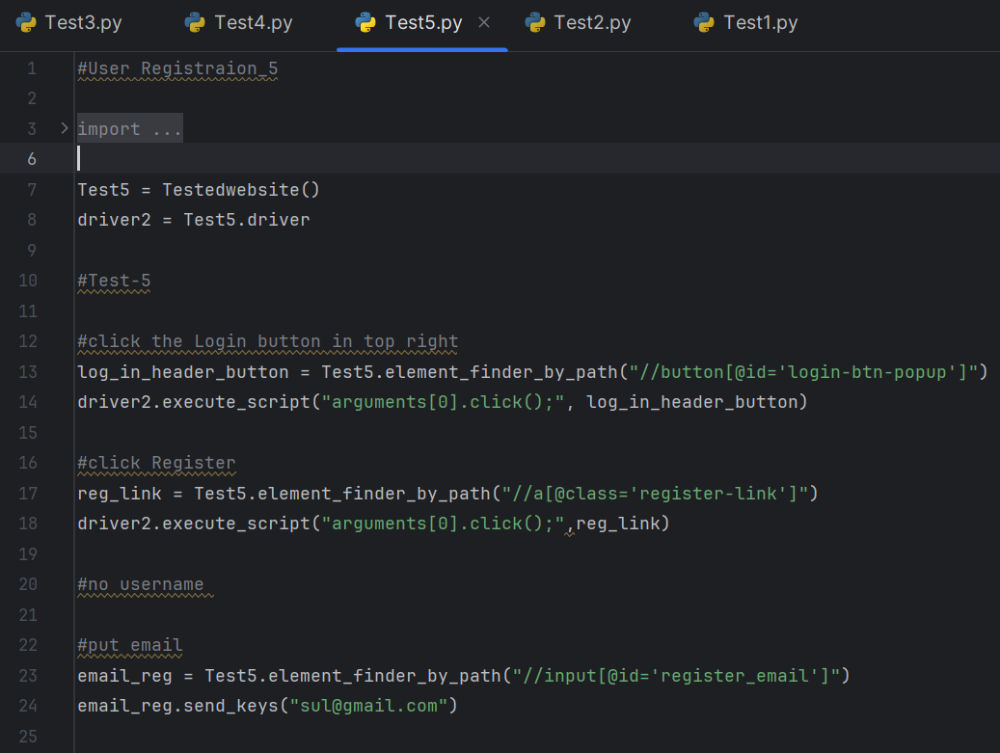 Test3.py Test4.py Test5.py Test2.py Test1.py
1 #User Registraion_5
2
3 import ...
6
7 Test5 = Testedwebsite()
8 driver2 = Test5.driver
9
10 #Test-5
11
12 #click the Login button in top right
13 log_in_header_button = Test5.element_finder_by_path("//button[@id='login-btn-popup']")
14 driver2.execute_script("arguments[0].click();", log_in_header_button)
15
16 #click Register
17 reg_link = Test5.element_finder_by_path("//a[@class='register-link']")
18 driver2.execute_script("arguments[0].click();",reg_link)
19
20 #no username
21
22 #put email
23 email_reg = Test5.element_finder_by_path("//input[@id='register_email']")
24 email_reg.send_keys("sul@gmail.com")
25